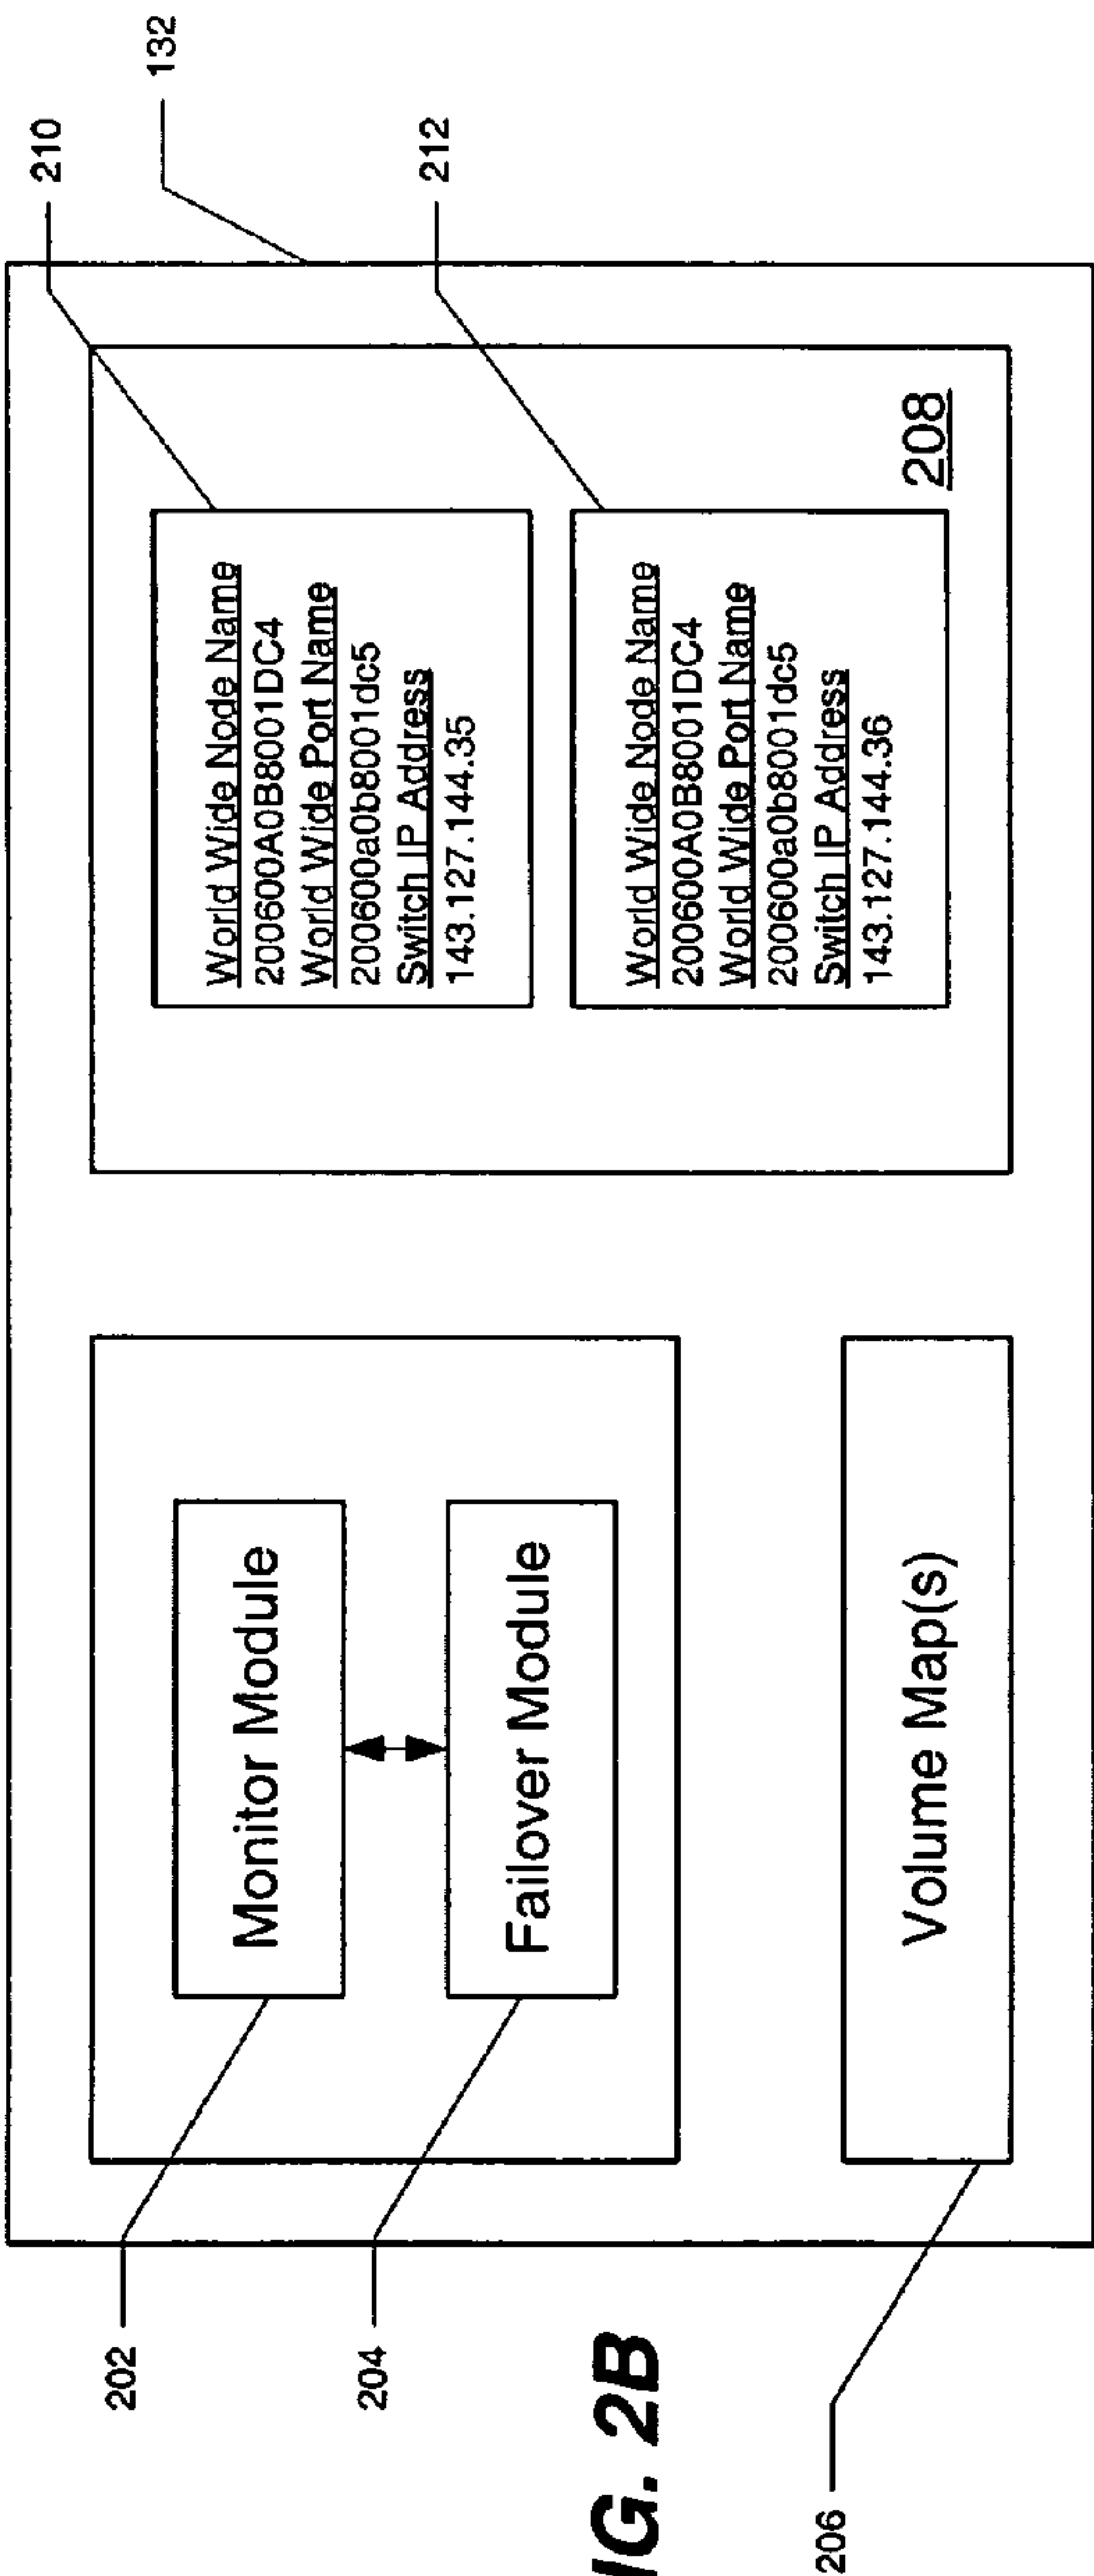 132
210
212
World Wide Node Name
200600A0B8001DC4
World Wide Port Name
200600a0b8001dc5
Switch IP Address
143.127.144.35
World Wide Node Name
200600A0B8001DC4
World Wide Port Name
200600a0b8001dc5
Switch IP Address
143.127.144.36
208
Monitor Module
Failover Module
Volume Map(s)
202
204
206
IG. 2B